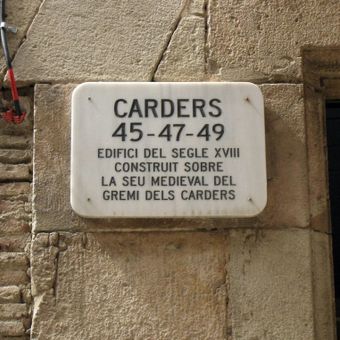 CARDERS
45-47-49
EDIFICI DEL SEGLE XVIII
CONSTRUIT SOBRE
LA SEU MEDIEVAL DEL
GREMI DELS CARDERS